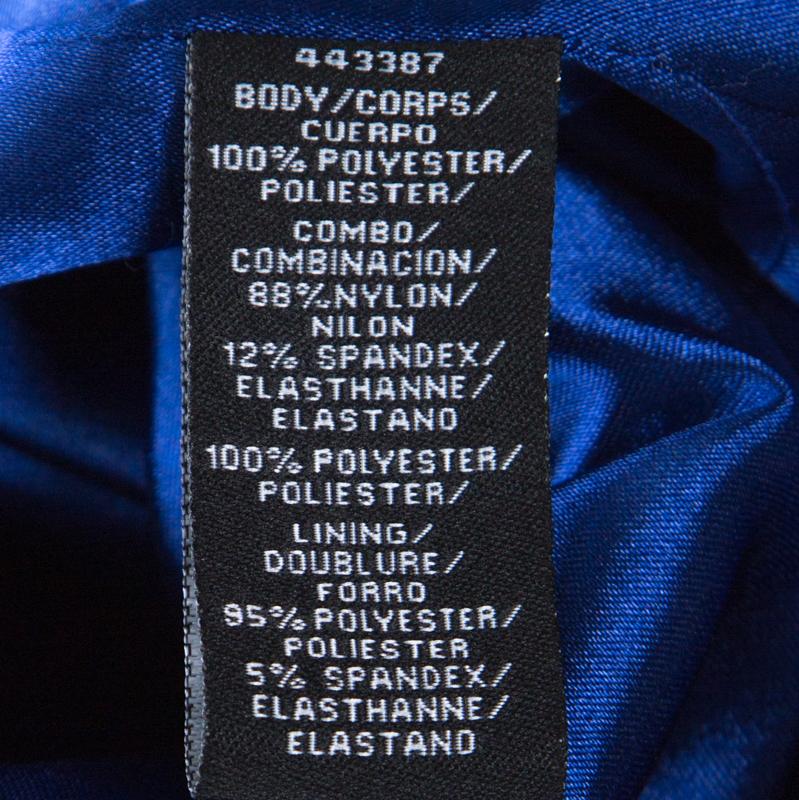 443387
BODY/CORPS/
CUERPO
100% POLYESTER/
POLIESTER/
COMBO/
COMBINACION/
88%NYLON/
NILON
12% SPANDEX/
ELASTHANNE/
ELASTANO
100% POLYESTER/
POLIESTER/
LINING/
DOUBLURE/
FORRO
95% POLYESTER/
POLIESTER
5% SPANDEX/
ELASTHANNE/
ELASTANO